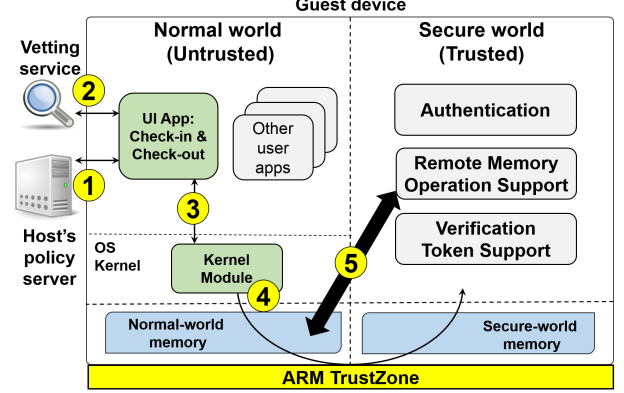 Guest device
Normal world
(Untrusted)
Secure world
(Trusted)
Vetting
service
2
UI App:
Check-in &
Check-out
Other
user
apps
Authentication
1
Remote Memory
Operation Support
3
Host's
policy
server
OS
Kernel
Kernel
Module
4
5
Verification
Token Support
Normal-world
memory
Secure-world
memory
ARM TrustZone